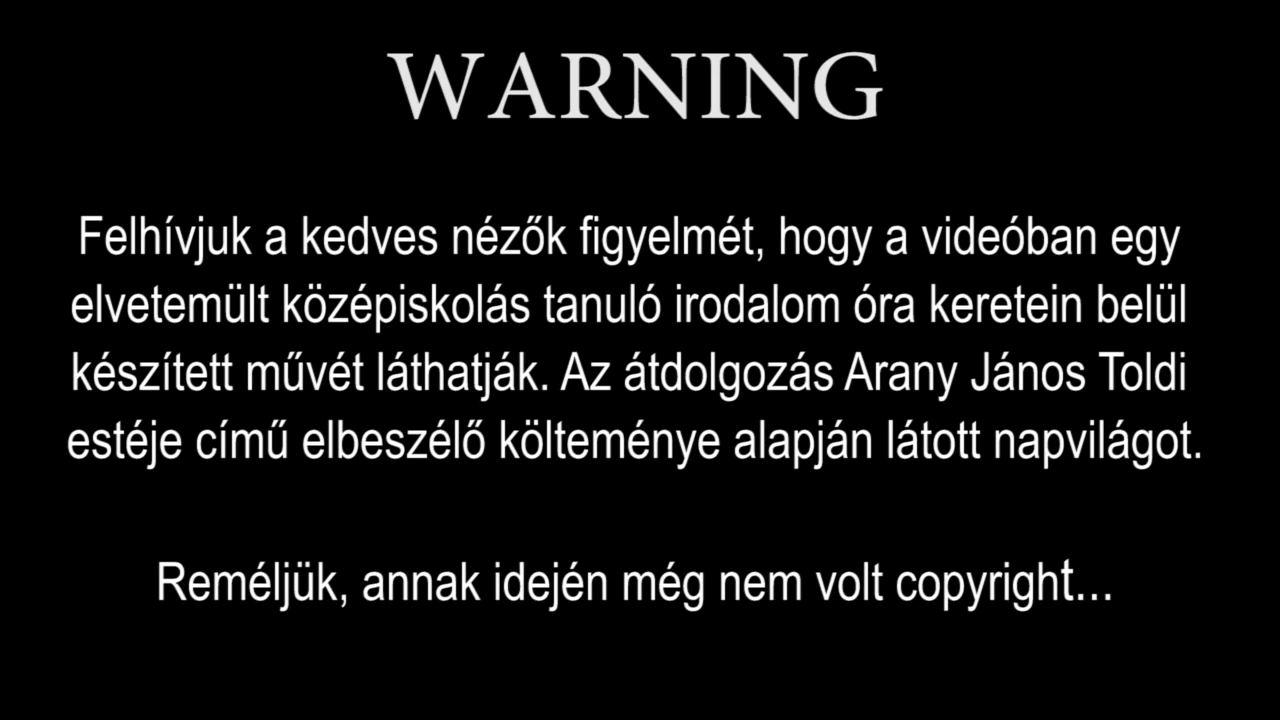 WARNING
Felhívjuk a kedves nézők figyelmét, hogy a videóban egy
elvetemült középiskolás tanuló irodalom óra keretein belül
készített művét láthatják. Az átdolgozás Arany János Toldi
estéje című elbeszélő költeménye alapján látott napvilágot.
Reméljük, annak idején még nem volt copyright...